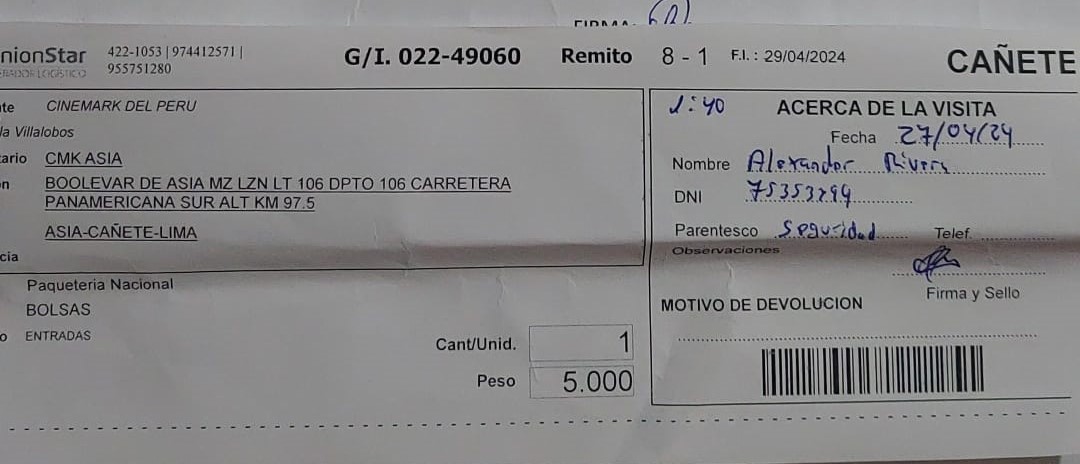 FIRMA:
nionStar 422-1053 | 974412571 | G/I. 022-49060 Remito 8 - 1 F.I.: 29/04/2024 CAÑETE
ERADOR LOGÍSTICO 955751280
te CINEMARK DEL PERU
la Villalobos
ario CMK ASIA
n BOOLEVAR DE ASIA MZ LZN LT 106 DPTO 106 CARRETERA
PANAMERICANA SUR ALT KM 97.5
ASIA-CAÑETE-LIMA
cia
Paqueteria Nacional
BOLSAS
o ENTRADAS
Cant/Unid. 1
Peso 5.000
1:40 ACERCA DE LA VISITA
Fecha 27/04/24
Nombre Alexander Rivera
DNI
Parentesco Seguridad Telef.
Observaciones
Firma y Sello
MOTIVO DE DEVOLUCION